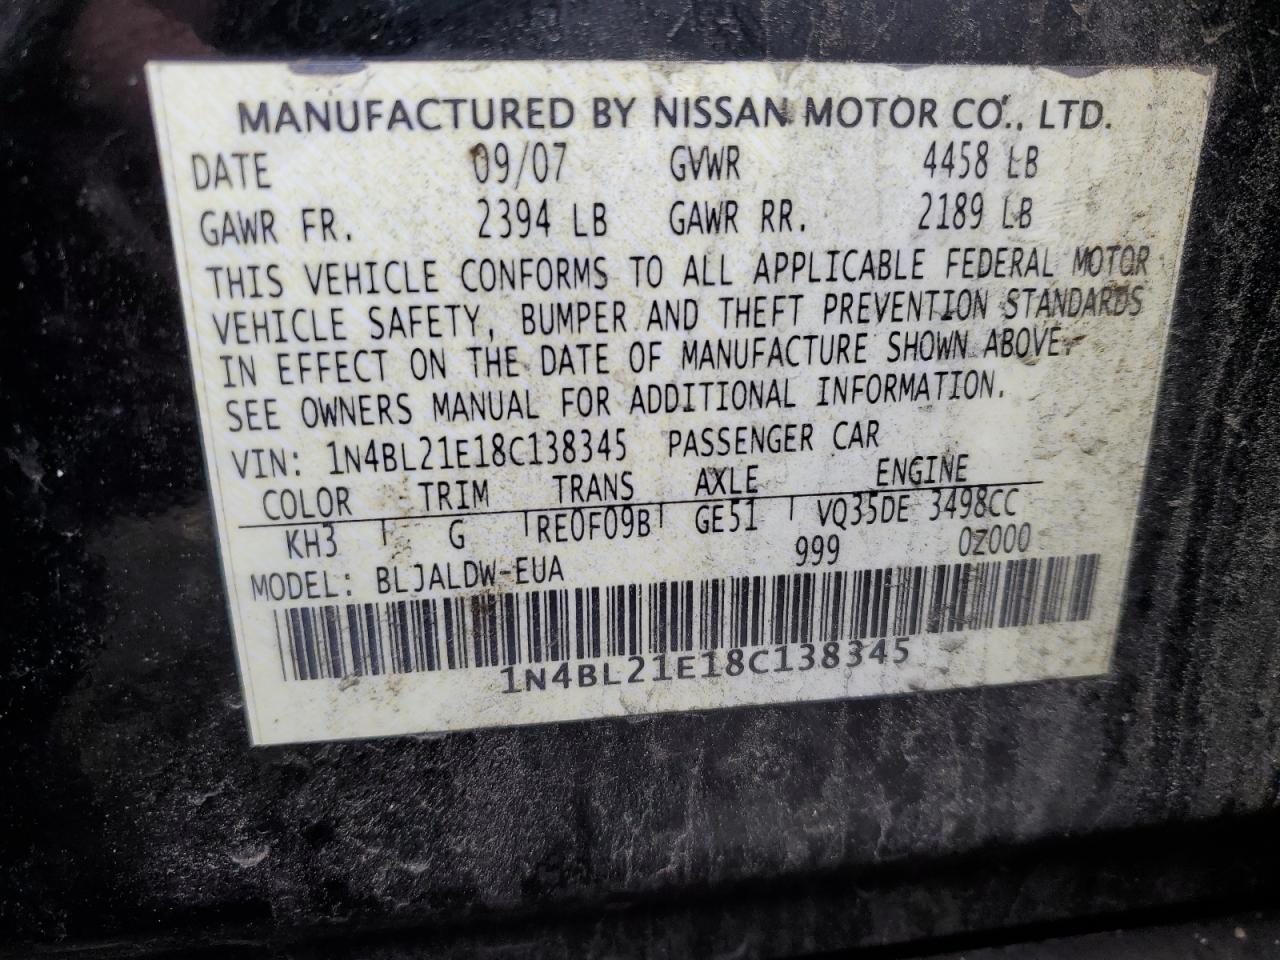 MANUFACTURED BY NISSAN MOTOR CO., LTD.
DATE 09/07 GVWR 4458 LB
GAWR FR. 2394 LB GAWR RR. 2189 LB
THIS VEHICLE CONFORMS TO ALL APPLICABLE FEDERAL MOTOR
VEHICLE SAFETY, BUMPER AND THEFT PREVENTION STANDARDS
IN EFFECT ON THE DATE OF MANUFACTURE SHOWN ABOVE.
SEE OWNERS MANUAL FOR ADDITIONAL INFORMATION.
VIN: 1N4BL21E18C138345 PASSENGER CAR
COLOR TRIM TRANS AXLE ENGINE
KH3 G RE0F09B GE51 VQ35DE 3498CC
999 0Z000
MODEL: BLJALDW-EUA
1N4BL21E18C138345